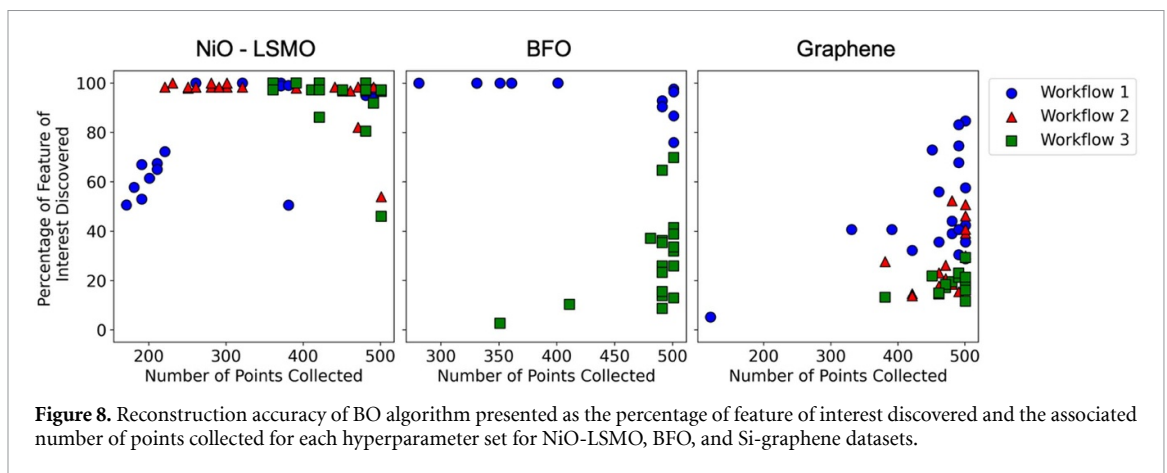 NiO - LSMO
BFO
Graphene
Percentage of Feature of
Interest Discovered
100
80
60
40
20
0
200
300
400
500
Number of Points Collected
300
350
400
450
500
Number of Points Collected
200
300
400
500
Number of Points Collected
Workflow 1
Workflow 2
Workflow 3
Figure 8. Reconstruction accuracy of BO algorithm presented as the percentage of feature of interest discovered and the associated
number of points collected for each hyperparameter set for NiO-LSMO, BFO, and Si-graphene datasets.